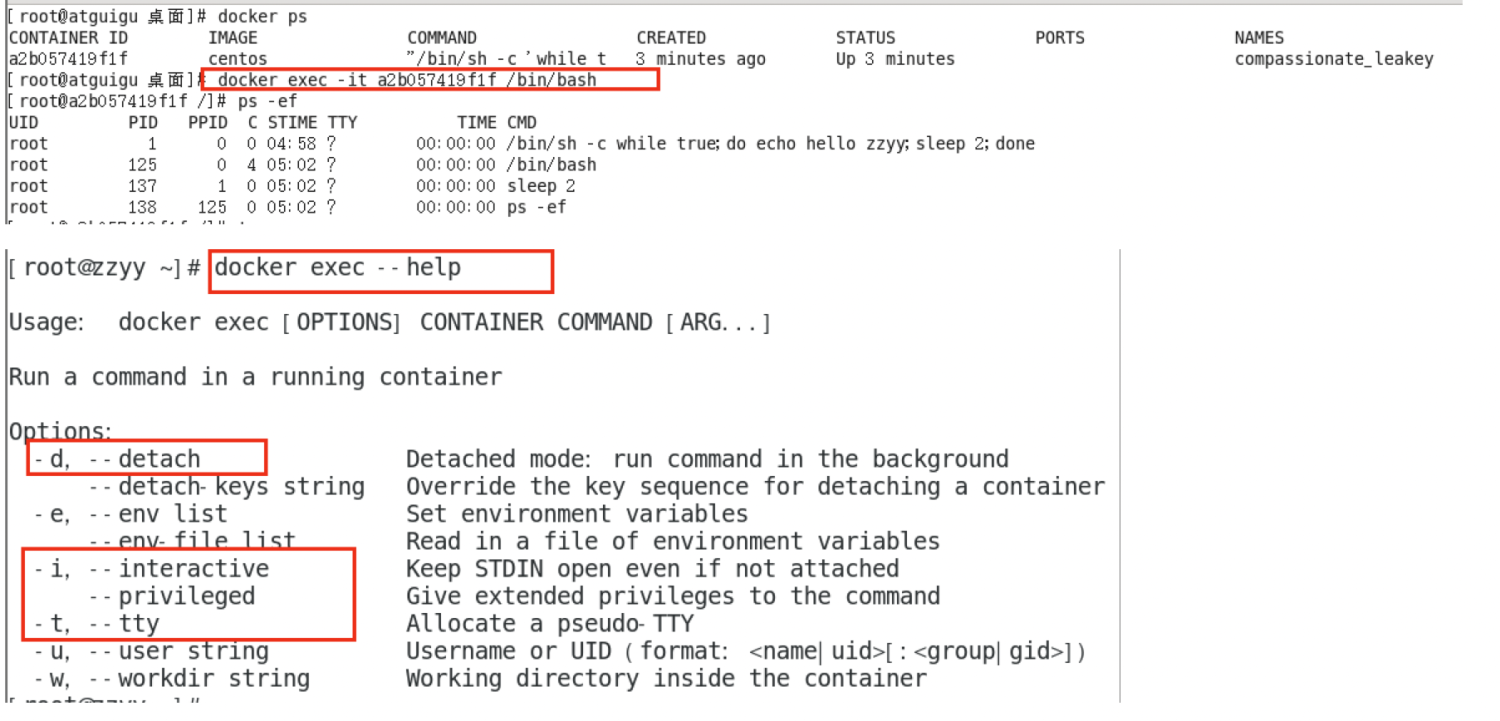 [root@atguigu 桌面]# docker ps
CONTAINER ID        IMAGE               COMMAND                CREATED             STATUS              PORTS               NAMES
a2b057419f1f        centos              "/bin/sh -c 'while t   3 minutes ago       Up 3 minutes                            compassionate_leakey
[root@atguigu 桌面]# docker exec -it a2b057419f1f /bin/bash
[root@a2b057419f1f /]# ps -ef
UID         PID   PPID  C STIME TTY          TIME CMD
root          1      0  0 04:58 ?        00:00:00 /bin/sh -c while true;do echo hello zzyy;sleep 2;done
root        125      0  4 05:02 ?        00:00:00 /bin/bash
root        137      1  0 05:02 ?        00:00:00 sleep 2
root        138    125  0 05:02 ?        00:00:00 ps -ef
[root@zzyy ~]# docker exec --help
Usage:  docker exec [OPTIONS] CONTAINER COMMAND [ARG...]
Run a command in a running container
Options:
  -d, --detach               Detached mode: run command in the background
      --detach-keys string   Override the key sequence for detaching a container
  -e, --env list             Set environment variables
      --env-file list        Read in a file of environment variables
  -i, --interactive          Keep STDIN open even if not attached
      --privileged           Give extended privileges to the command
  -t, --tty                  Allocate a pseudo-TTY
  -u, --user string          Username or UID (format: <name|uid>[:<group|gid>])
  -w, --workdir string       Working directory inside the container